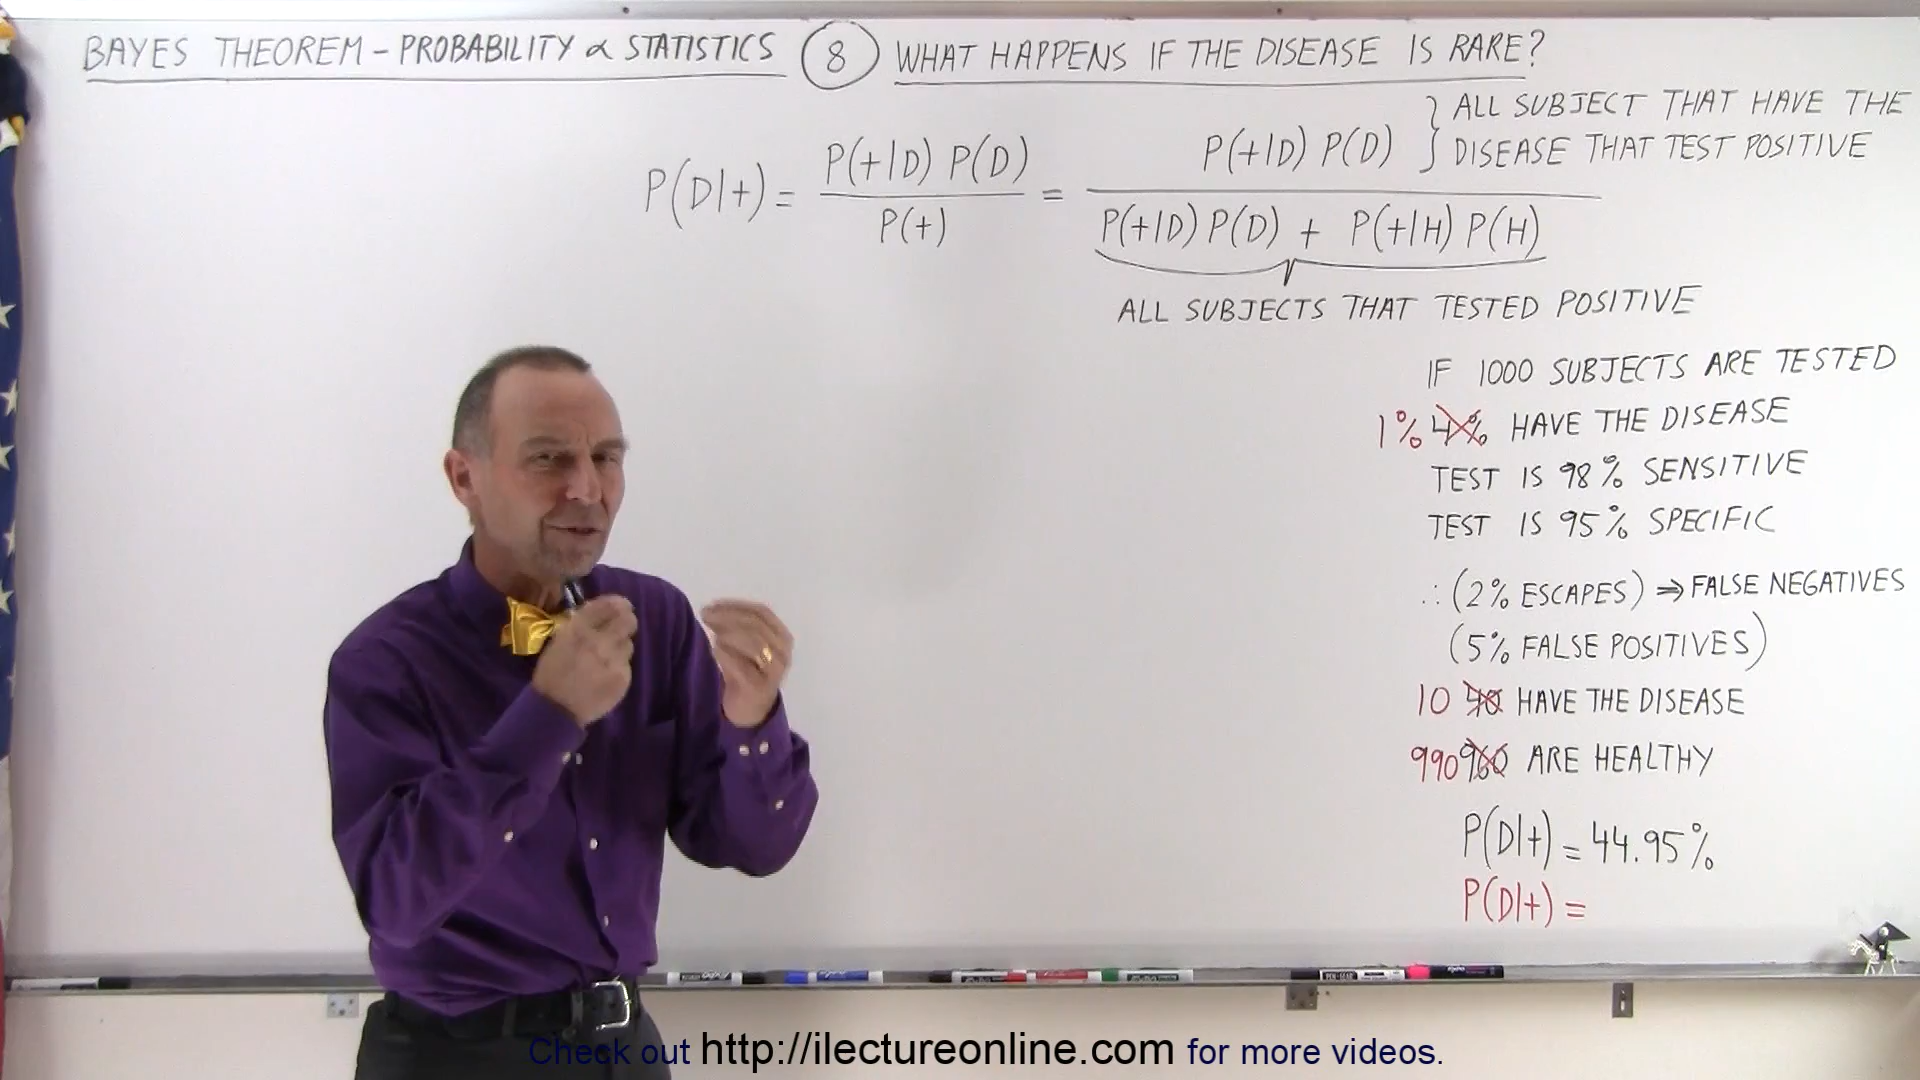 BAYES THEOREM - PROBABILITY & STATISTICS 8 WHAT HAPPENS IF THE DISEASE IS RARE?
P(D|+) = P(+|D) P(D) / P(+) = P(+|D) P(D) / P(+|D) P(D) + P(+|H) P(H)
} ALL SUBJECT THAT HAVE THE
DISEASE THAT TEST POSITIVE
ALL SUBJECTS THAT TESTED POSITIVE
IF 1000 SUBJECTS ARE TESTED
1% 4% HAVE THE DISEASE
TEST IS 98% SENSITIVE
TEST IS 95% SPECIFIC
∴ (2% ESCAPES) ⇒ FALSE NEGATIVES
(5% FALSE POSITIVES)
10 40 HAVE THE DISEASE
990 960 ARE HEALTHY
P(D|+) = 44.95%
P(D|+) =
Check out http://ilectureonline.com for more videos.